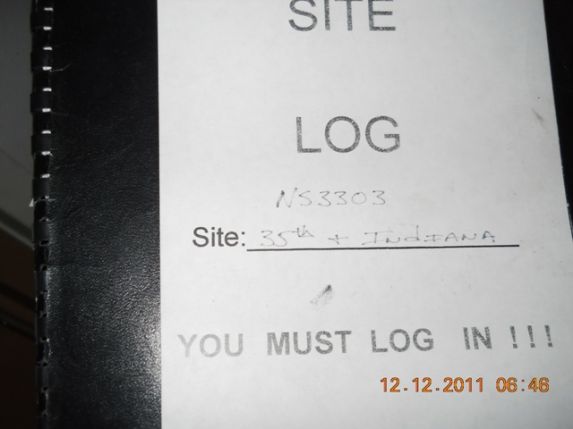 SITE
LOG
NS3303
Site: 35th + INDIANA
YOU MUST LOG IN !!!
12.12.2011 06:46